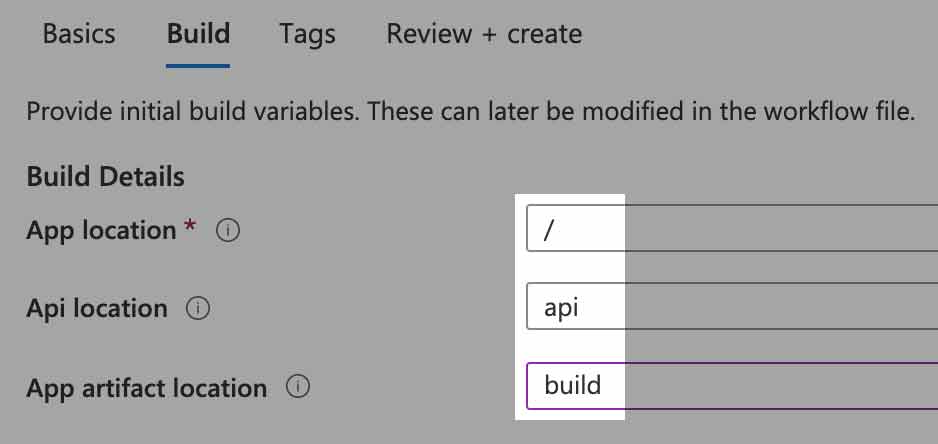 Basics Build Tags Review + create
Provide initial build variables. These can later be modified in the workflow file.
Build Details
App location * /
Api location api
App artifact location build